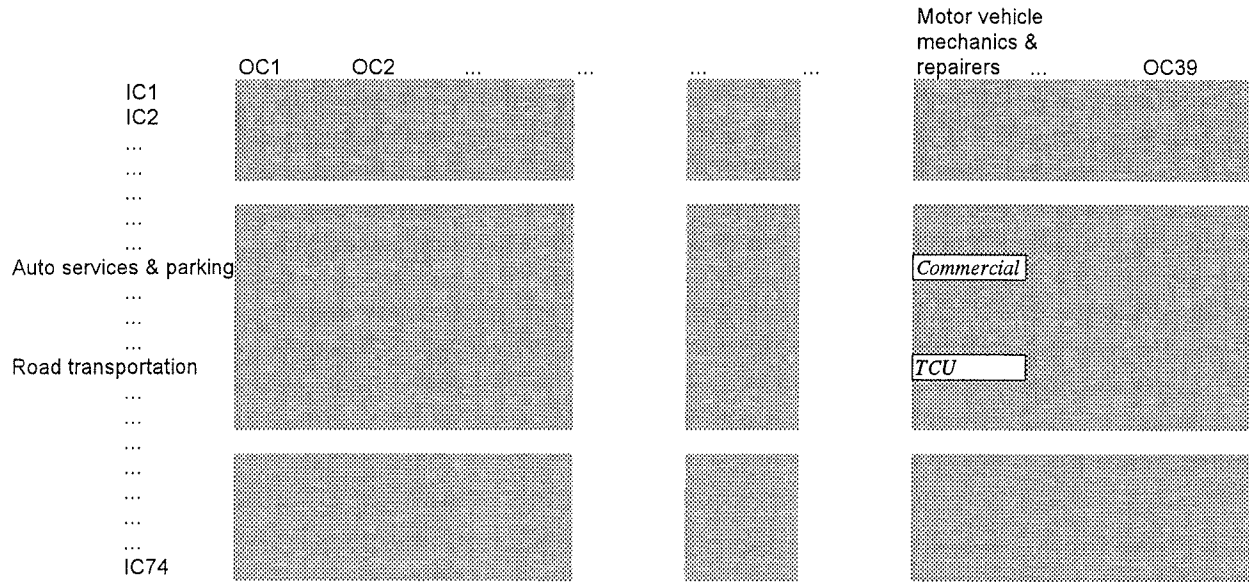 Motor vehicle
mechanics &
OC1 OC2 ... ... ... ... repairers ... OC39
IC1
IC2
...
...
...
...
...
Auto services & parking Commercial
...
...
...
Road transportation TCU
...
...
...
...
...
...
...
IC74